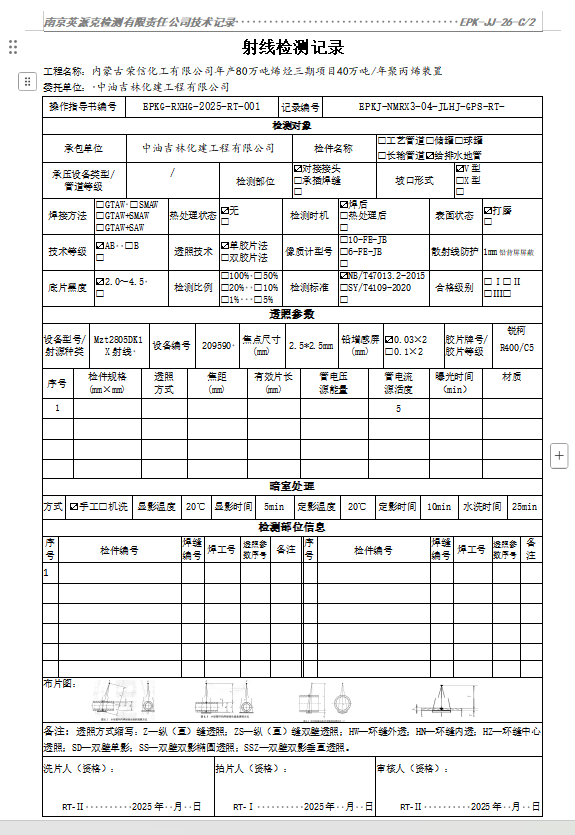 南京英派克检测有限责任公司技术记录 EPK-JJ-26-C/2
射线检测记录
工程名称：内蒙古荣信化工有限公司年产80万吨烯烃三期项目40万吨/年聚丙烯装置
委托单位：中油吉林化建工程有限公司
操作指导书编号 EPKG-RXHG-2025-RT-001 记录编号 EPKJ-NMRX3-04-JLHJ-GPS-RT-
检测对象
承包单位 中油吉林化建工程有限公司 检件名称 □工艺管道□储罐□球罐
□长输管道☑给排水地管
承压设备类型/管道等级 / 检测部位 ☑对接接头 □承插焊缝 □ 坡口形式 ☑V型 □X型 □
焊接方法 □GTAW □SMAW □GTAW+SMAW □GTAW+SAW 热处理状态 ☑无 □ 检测时机 ☑焊后 □热处理后 □ 表面状态 ☑打磨 □
技术等级 ☑AB □B □ 透照技术 ☑单胶片法 □双胶片法 像质计型号 □10-FE-JB □6-FE-JB □ 散射线防护 1mm铅背屏屏蔽
底片黑度 ☑2.0～4.5 □ 检测比例 □100% □50% □20% □10% □1% □5% 检测标准 ☑NB/T47013.2-2015 □SY/T4109-2020 □ 合格级别 □Ⅰ□Ⅱ □Ⅲ□
透照参数
设备型号/射源种类 Mzt2805DK1 X射线 设备编号 209590 焦点尺寸(mm) 2.5*2.5mm 铅增感屏(mm) ☑0.03×2 □0.1×2 胶片牌号/胶片等级 锐柯 R400/C5
序号 检件规格(mm×mm) 透照方式 焦距(mm) 有效片长(mm) 管电压源能量 管电流源活度 曝光时间(min) 材质
1 5
暗室处理
方式 ☑手工□机洗 显影温度 20℃ 显影时间 5min 定影温度 20℃ 定影时间 10min 水洗时间 25min
检测部位信息
序号 检件编号 焊缝编号 焊工号 透照参数序号 备注 序号 检件编号 焊缝编号 焊工号 透照参数序号 备注
1
布片图：
备注：透照方式缩写：Z—纵（直）缝透照；ZS—纵（直）缝双壁透照；HW—环缝外透；HN—环缝内透；HZ—环缝中心
透照；SD—双壁单影；SS—双壁双影椭圆透照；SSZ—双壁双影垂直透照。
洗片人（资格）： 拍片人（资格）： 审核人（资格）：
RT-Ⅱ 2025年 月 日 RT-Ⅰ 2025年 月 日 RT-Ⅱ 2025年 月 日